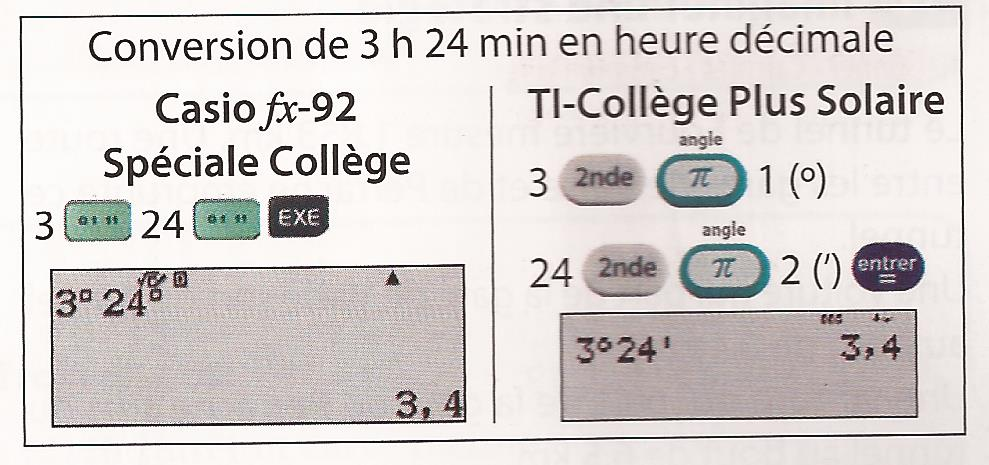 Conversion de 3 h 24 min en heure décimale
Casio fx-92
Spéciale Collège
3 ° ' " 24 ° ' " EXE
3° 24°
3,4
TI-Collège Plus Solaire
angle
3 2nde π 1 (°)
angle
24 2nde π 2 (') entrer =
3°24' 3,4